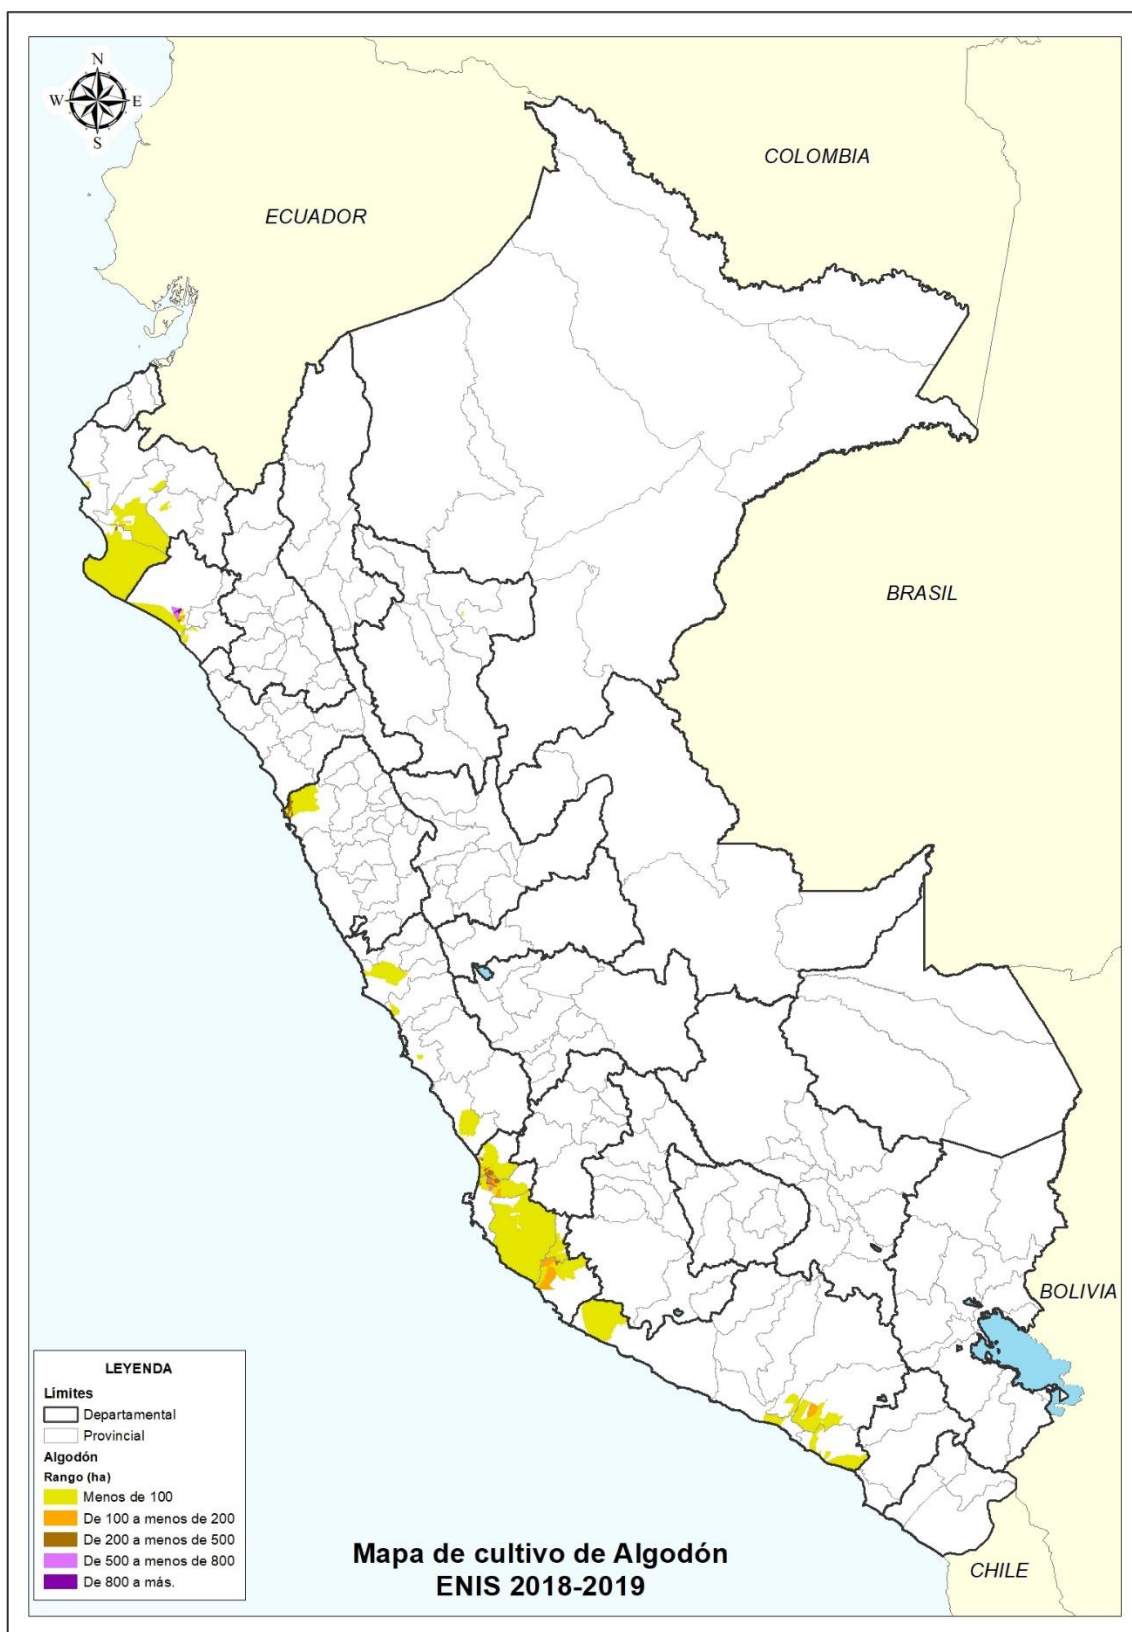 N
W
E
S
COLOMBIA
ECUADOR
BRASIL
BOLIVIA
CHILE
LEYENDA
Límites
Departamental
Provincial
Algodón
Rango (ha)
Menos de 100
De 100 a menos de 200
De 200 a menos de 500
De 500 a menos de 800
De 800 a más.
Mapa de cultivo de Algodón
ENIS 2018-2019